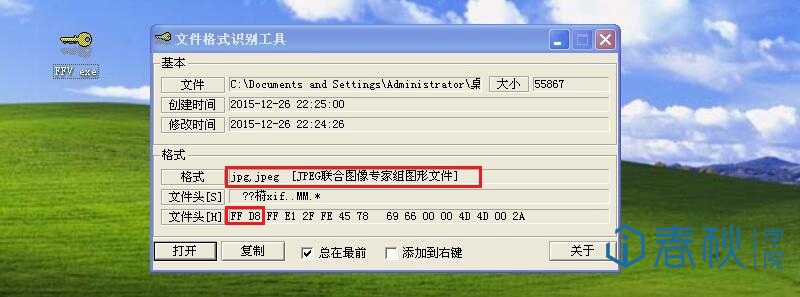 FFV.exe
文件格式识别工具
基本
文件 C:\Documents and Settings\Administrator\桌 大小 55867
创建时间 2015-12-26 22:25:00
修改时间 2015-12-26 22:24:26
格式
格式 jpg,jpeg [JPEG联合图像专家组图形文件]
文件头[S] ??xif..MM.*
文件头[H] FF D8 FF E1 2F FE 45 78 69 66 00 00 4D 4D 00 2A
打开 复制 总在最前 添加到右键 关于
春秋学院